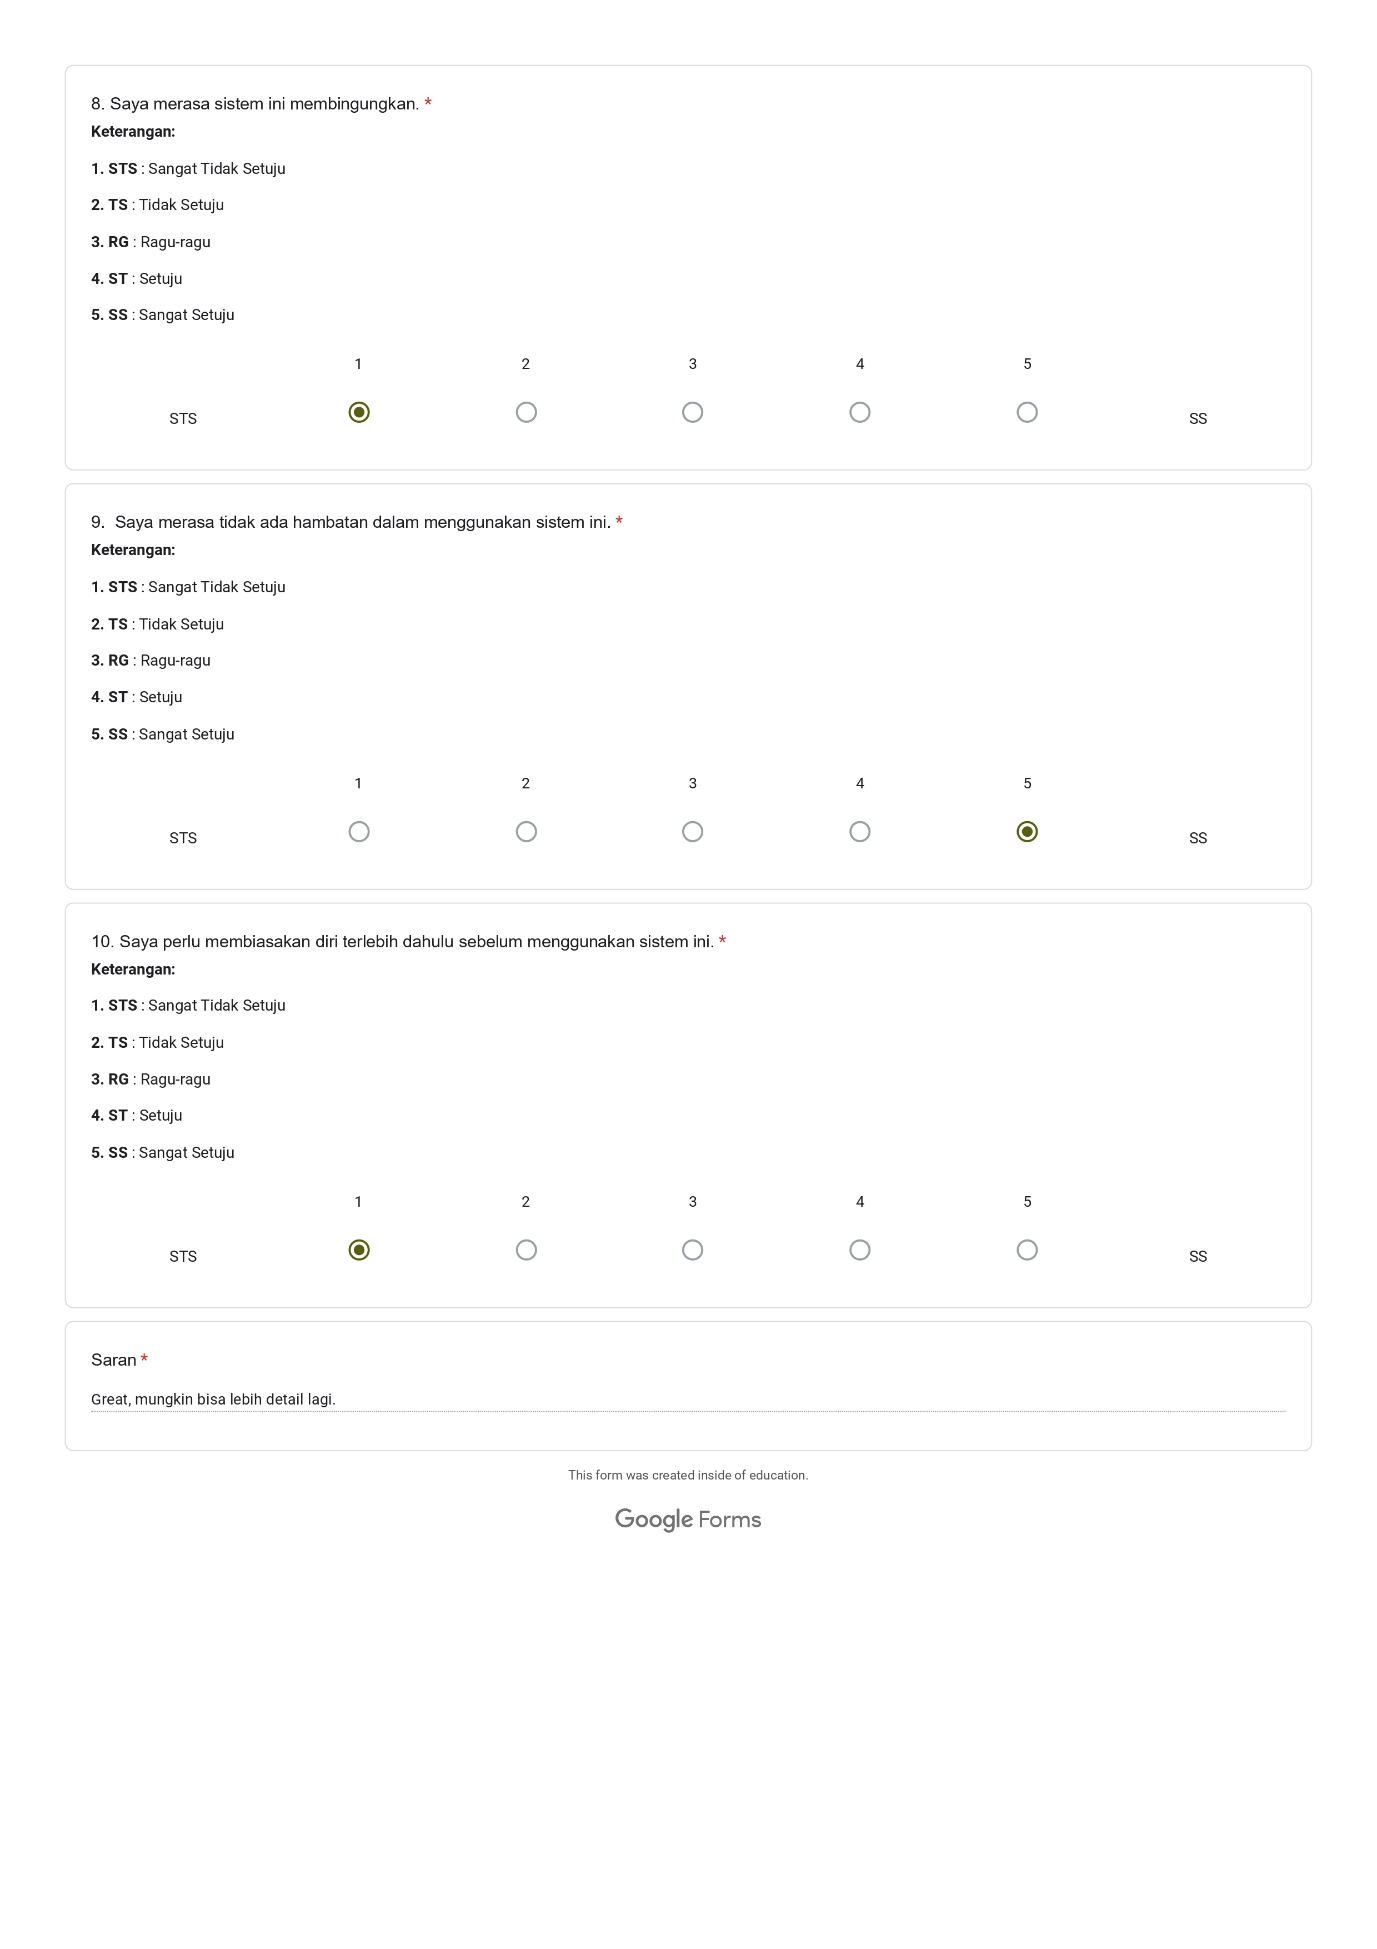 8. Saya merasa sistem ini membingungkan. *
Keterangan:
1. STS : Sangat Tidak Setuju
2. TS : Tidak Setuju
3. RG : Ragu-ragu
4. ST : Setuju
5. SS : Sangat Setuju
1 2 3 4 5
STS SS
9. Saya merasa tidak ada hambatan dalam menggunakan sistem ini. *
Keterangan:
1. STS : Sangat Tidak Setuju
2. TS : Tidak Setuju
3. RG : Ragu-ragu
4. ST : Setuju
5. SS : Sangat Setuju
1 2 3 4 5
STS SS
10. Saya perlu membiasakan diri terlebih dahulu sebelum menggunakan sistem ini. *
Keterangan:
1. STS : Sangat Tidak Setuju
2. TS : Tidak Setuju
3. RG : Ragu-ragu
4. ST : Setuju
5. SS : Sangat Setuju
1 2 3 4 5
STS SS
Saran *
Great, mungkin bisa lebih detail lagi.
This form was created inside of education.
Google Forms